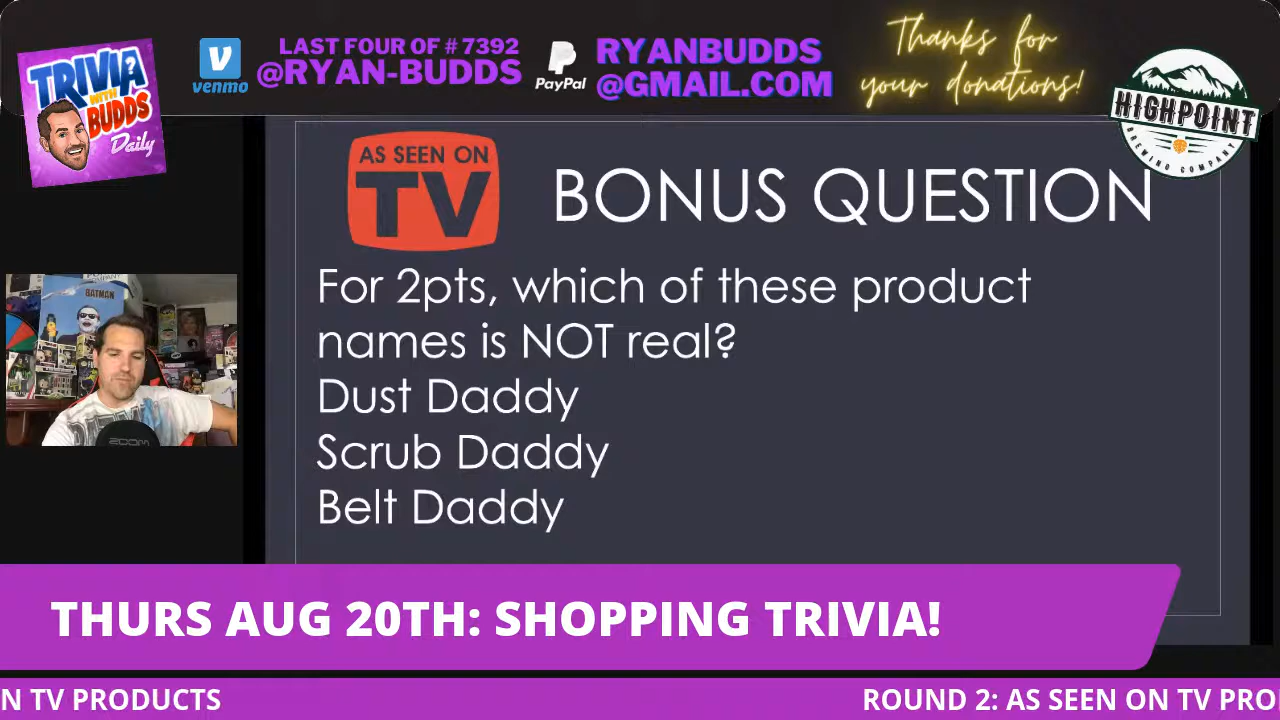 TRIVIA
WITH
BUDDS
Daily
venmo
LAST FOUR OF # 7392
@RYAN-BUDDS
PayPal
RYANBUDDS
@GMAIL.COM
Thanks for
your donations!
HIGHPOINT
BREWING COMPANY
AS SEEN ON
TV
BONUS QUESTION
For 2pts, which of these product
names is NOT real?
Dust Daddy
Scrub Daddy
Belt Daddy
BATMAN
ZOOM
THURS AUG 20TH: SHOPPING TRIVIA!
N TV PRODUCTS
ROUND 2: AS SEEN ON TV PRO